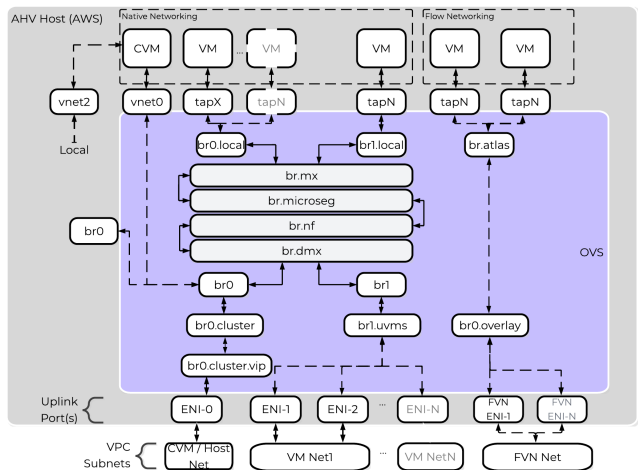 AHV Host (AWS)
Native Networking
Flow Networking
CVM
VM
...
VM
VM
VM
VM
vnet2
vnet0
tapX
tapN
tapN
tapN
tapN
Local
br0.local
br1.local
br.atlas
br.mx
br.microseg
br.nf
br.dmx
br0
OVS
br0
br1
br0.cluster
br1.uvms
br0.overlay
br0.cluster.vip
Uplink
Port(s)
ENI-0
ENI-1
ENI-2
...
ENI-N
FVN
ENI-1
FVN
ENI-N
VPC
Subnets
CVM / Host
Net
VM Net1
...
VM NetN
FVN Net